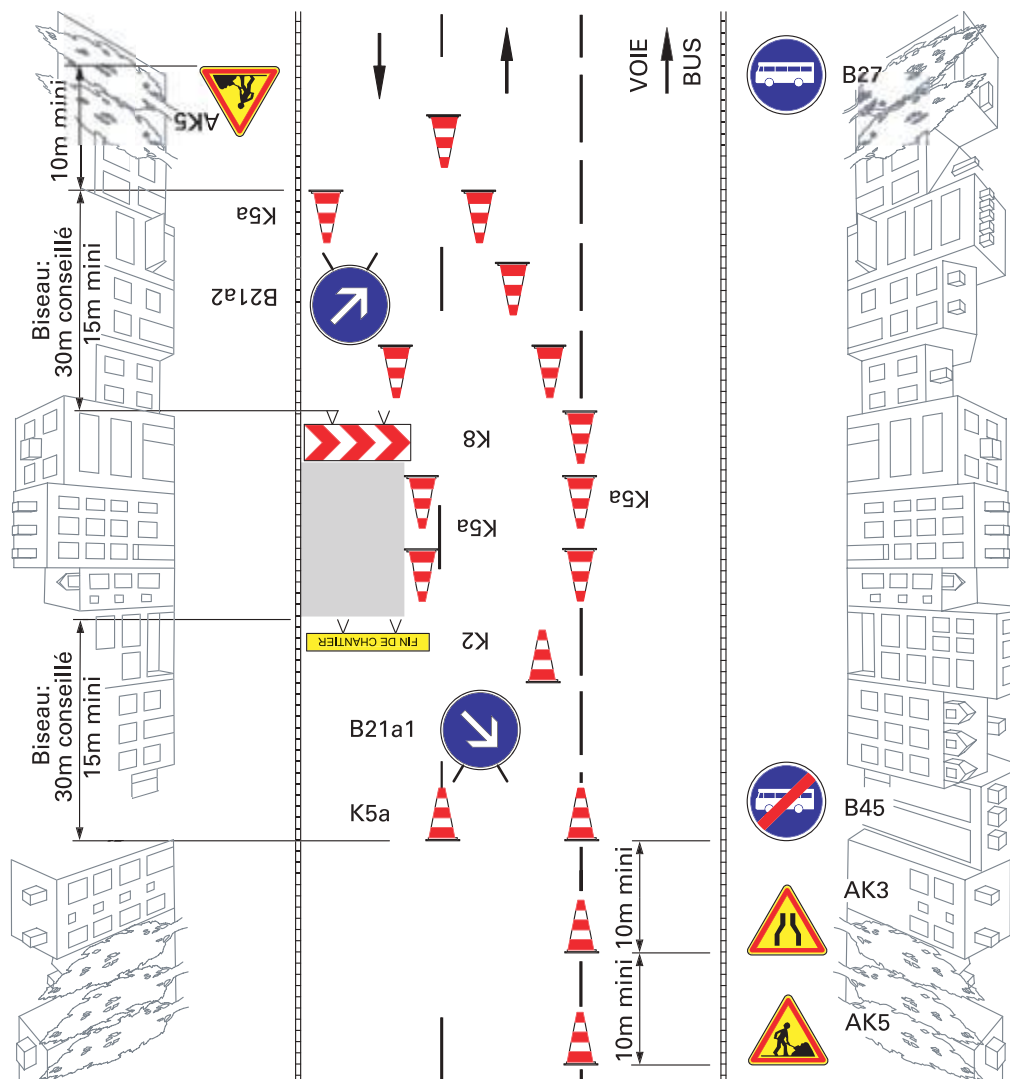 VOIE
BUS
B27
AK5
10m mini
K5a
B21a2
Biseau:
30m conseillé
15m mini
K8
K5a
K5a
K2
FIN DE CHANTIER
Biseau:
30m conseillé
15m mini
B21a1
K5a
B45
10m mini
AK3
10m mini
AK5